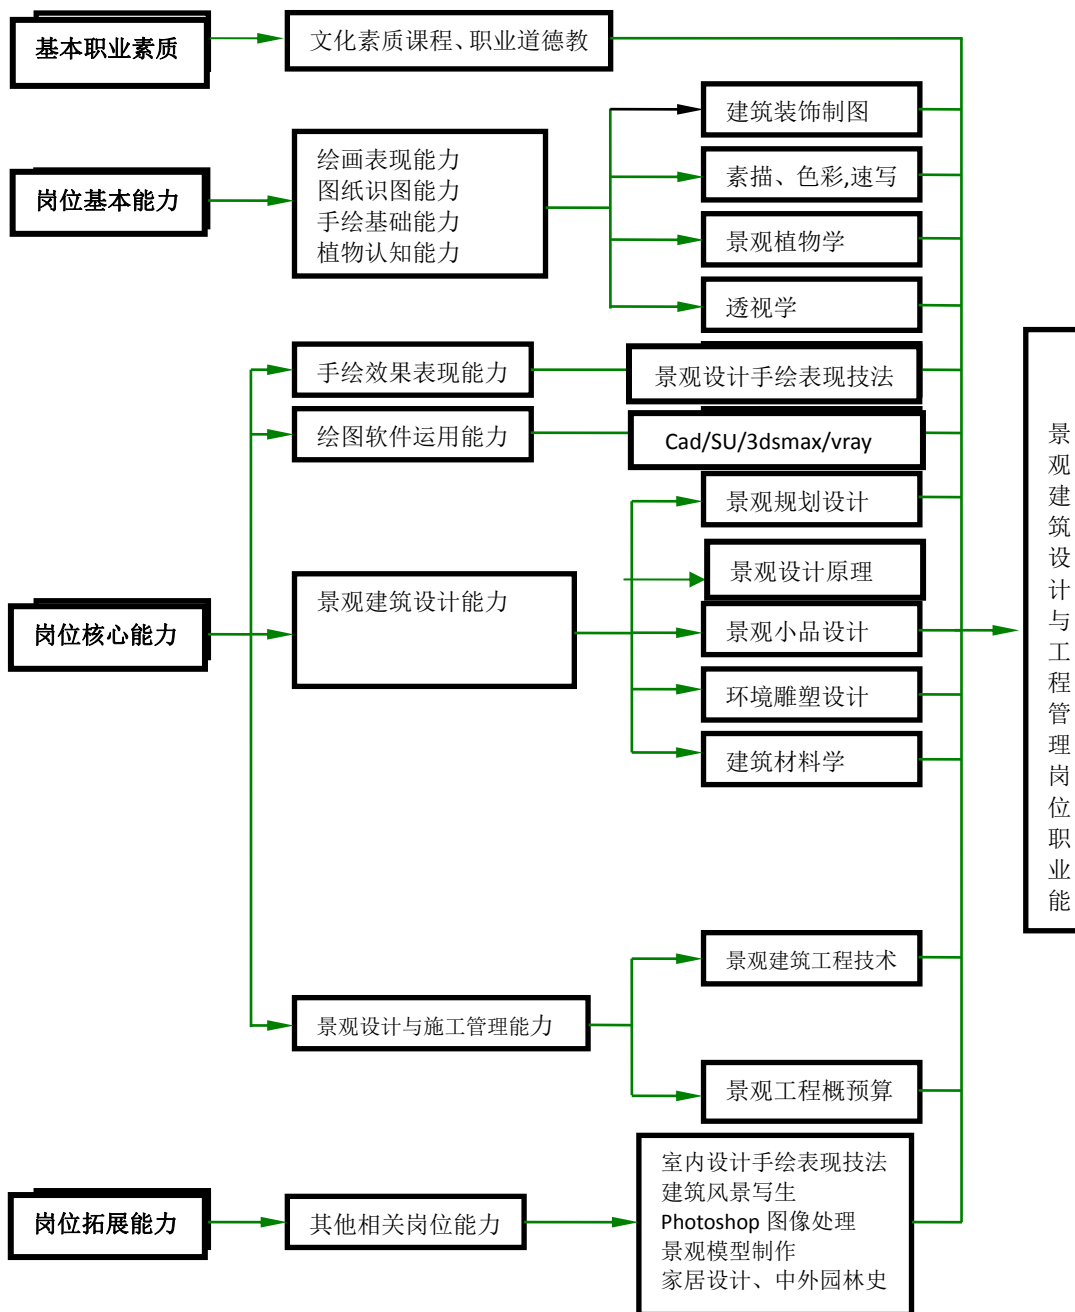 基本职业素质
文化素质课程、职业道德教
岗位基本能力
绘画表现能力
图纸识图能力
手绘基础能力
植物认知能力
建筑装饰制图
素描、色彩,速写
景观植物学
透视学
岗位核心能力
手绘效果表现能力
景观设计手绘表现技法
绘图软件运用能力
Cad/SU/3dsmax/vray
景观建筑设计能力
景观规划设计
景观设计原理
景观小品设计
环境雕塑设计
建筑材料学
景观设计与施工管理能力
景观建筑工程技术
景观工程概预算
岗位拓展能力
其他相关岗位能力
室内设计手绘表现技法
建筑风景写生
Photoshop 图像处理
景观模型制作
家居设计、中外园林史
景观建筑设计与工程管理岗位职业能